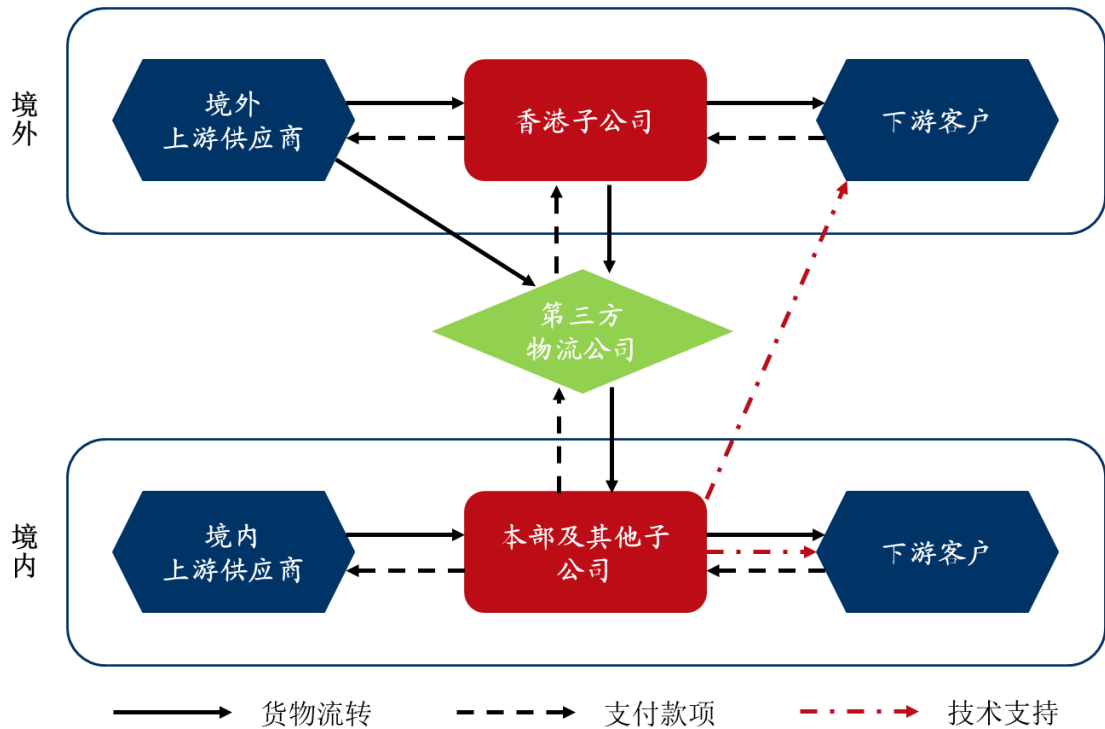 境外
境外
上游供应商
香港子公司
下游客户
第三方
物流公司
境内
境内
上游供应商
本部及其他子
公司
下游客户
货物流转
支付款项
技术支持